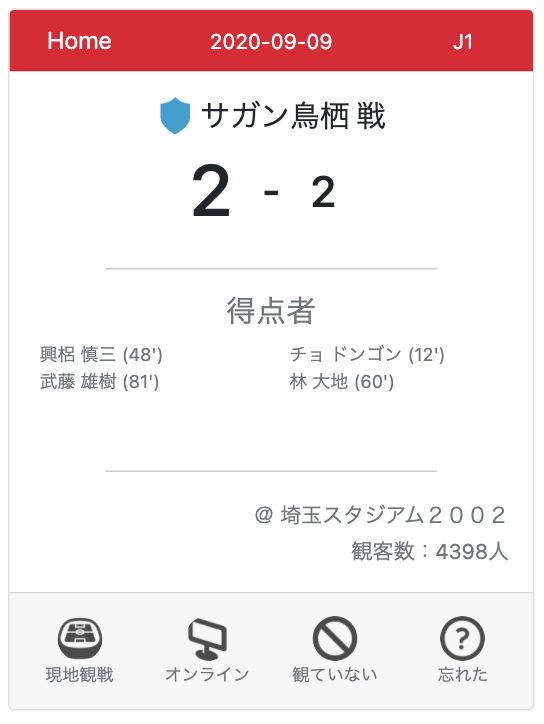 Home 2020-09-09 J1
サガン鳥栖 戦
2 - 2
得点者
興梠 慎三 (48') チョ ドンゴン (12')
武藤 雄樹 (81') 林 大地 (60')
@ 埼玉スタジアム２００２
観客数：4398人
現地観戦 オンライン 観ていない 忘れた